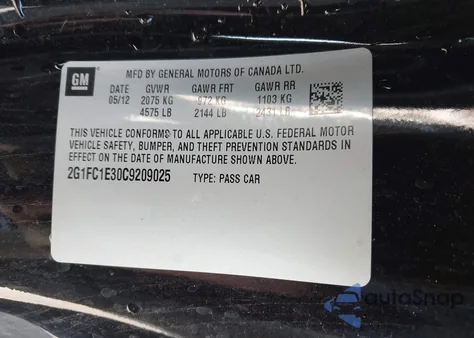 GM
MFD BY GENERAL MOTORS OF CANADA LTD.
DATE GVWR GAWR FRT GAWR RR
05/12 2075 KG 972 KG 1103 KG
4575 LB 2144 LB 2431 LB
THIS VEHICLE CONFORMS TO ALL APPLICABLE U.S. FEDERAL MOTOR
VEHICLE SAFETY, BUMPER, AND THEFT PREVENTION STANDARDS
IN EFFECT ON THE DATE OF MANUFACTURE SHOWN ABOVE.
2G1FC1E30C9209025 TYPE: PASS CAR
autoSnap